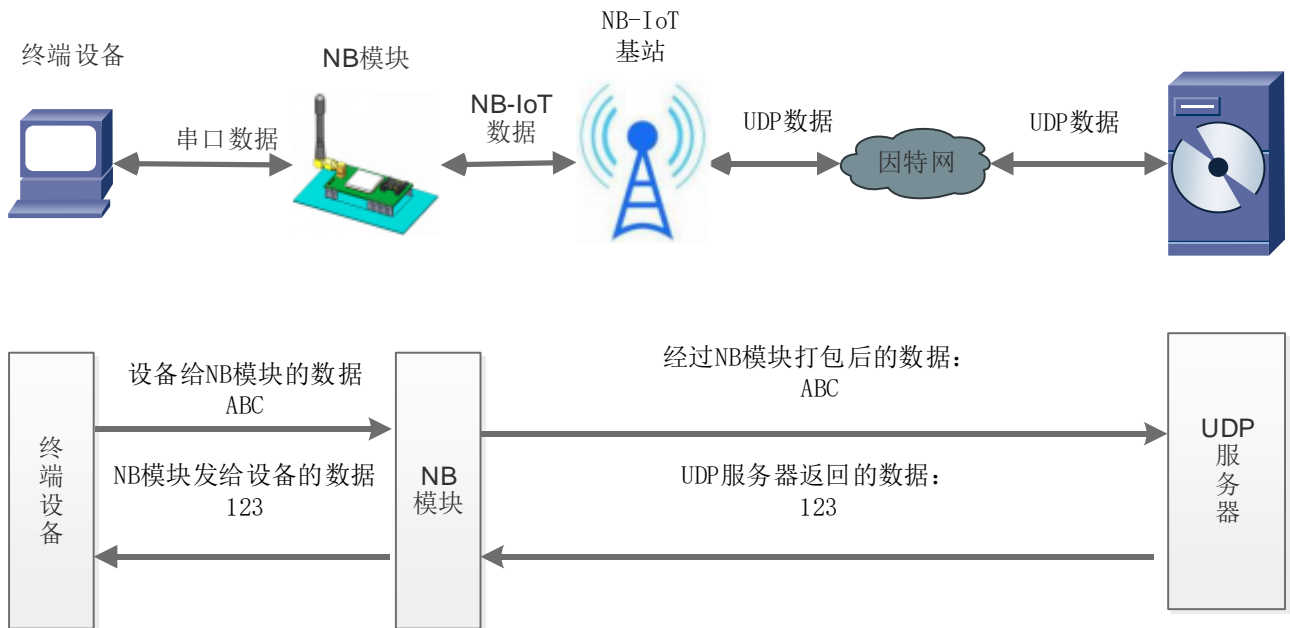 NB-IoT
基站
终端设备
NB模块
NB-IoT
数据
串口数据
UDP数据
因特网
UDP数据
设备给NB模块的数据
ABC
经过NB模块打包后的数据：
ABC
NB模块发给设备的数据
123
UDP服务器返回的数据：
123
终
端
设
备
NB
模块
UDP
服
务
器